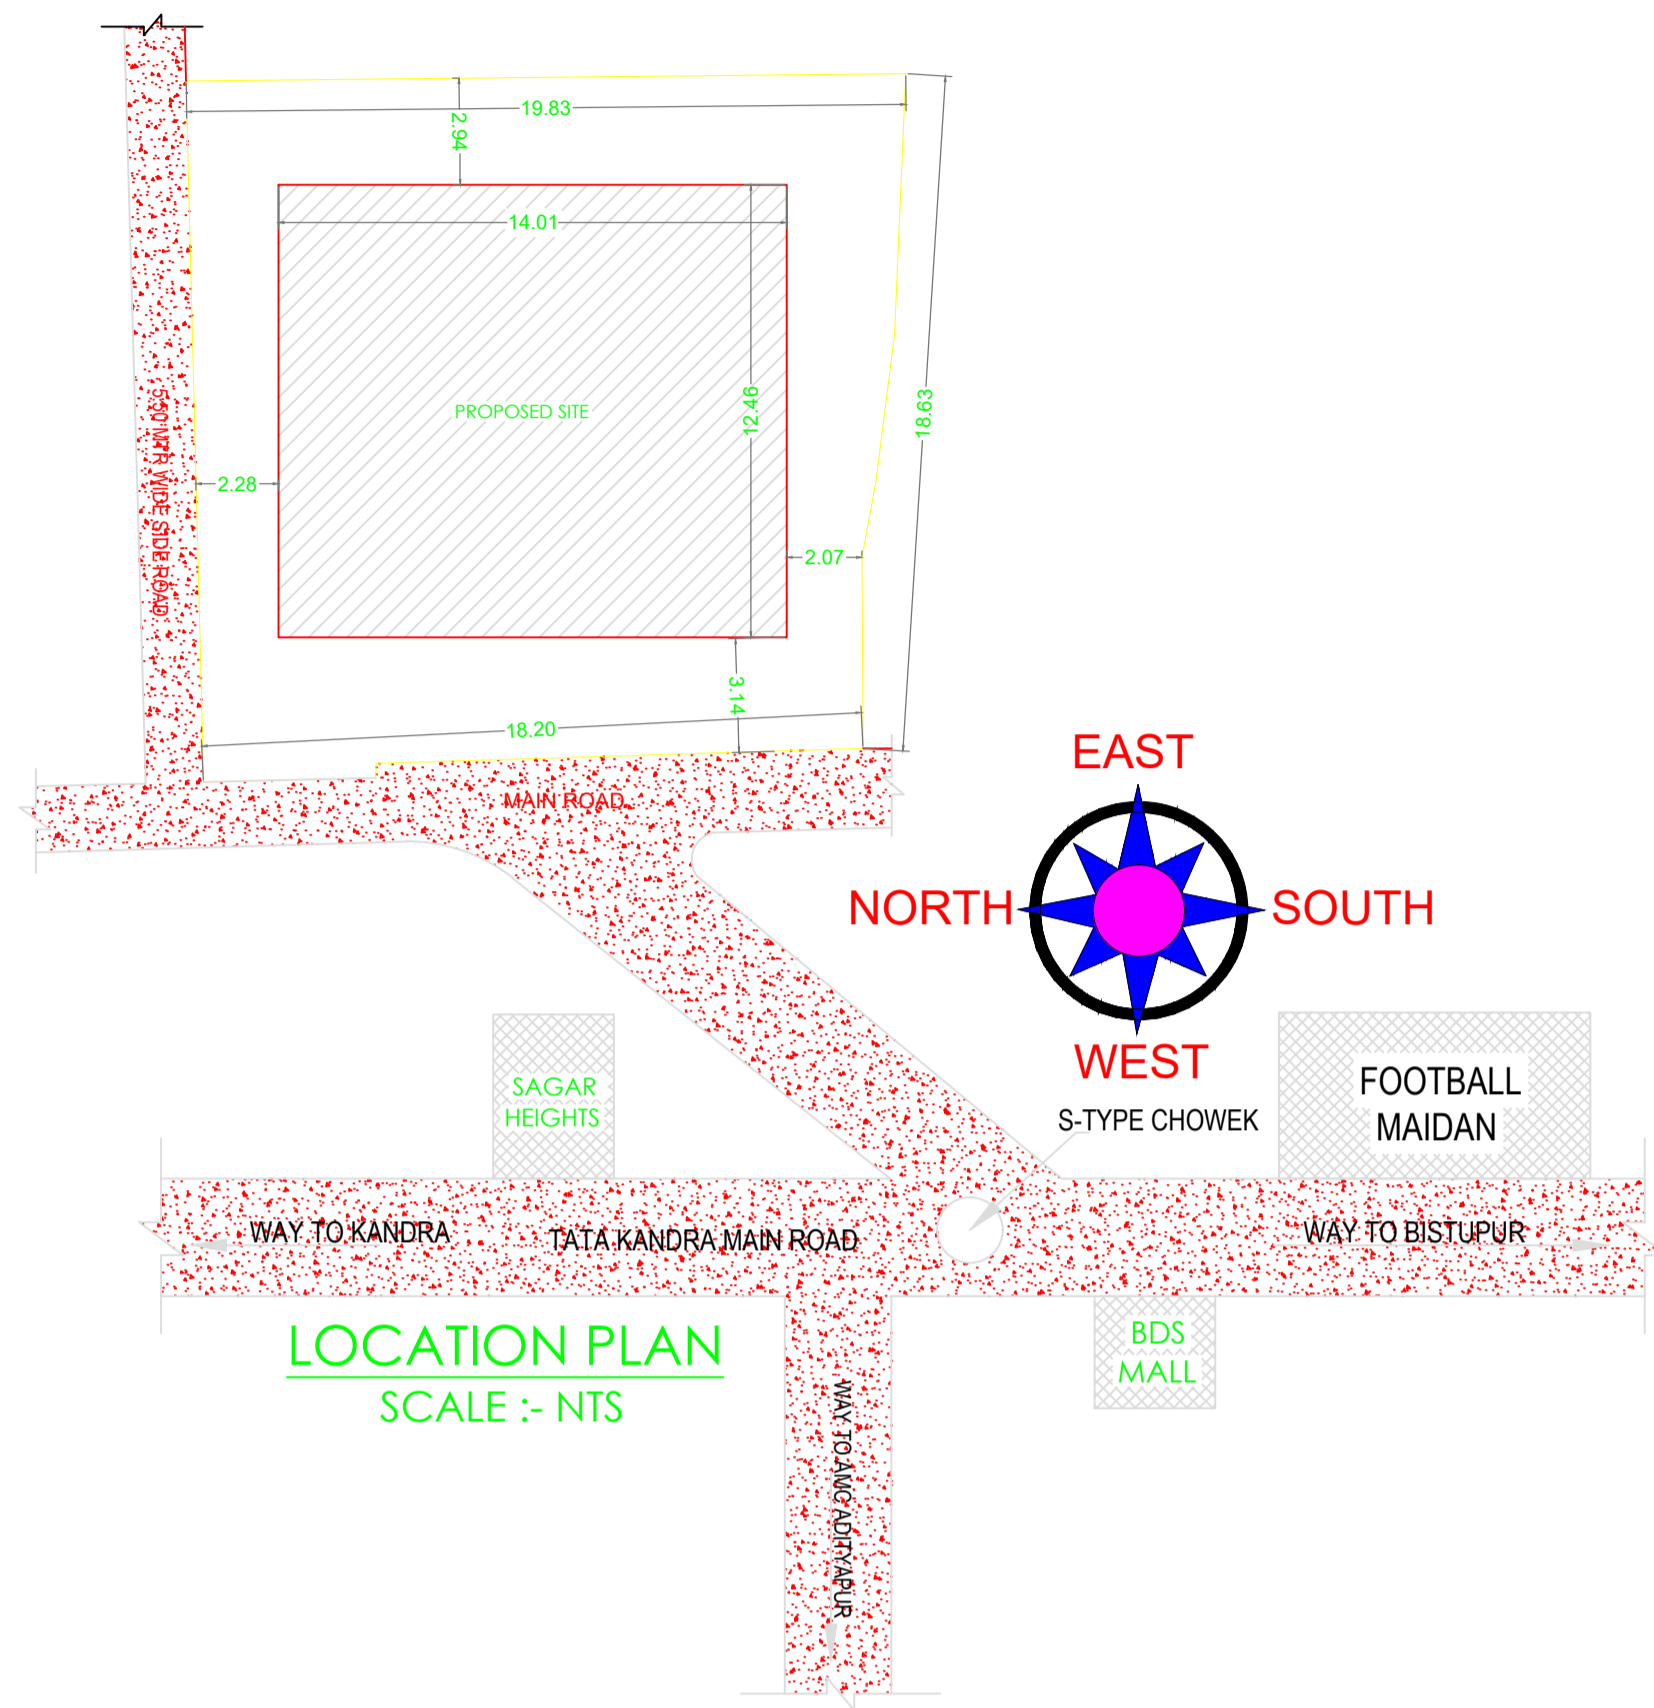 19.83
2.94
14.01
12.46
18.63
PROPOSED SITE
5.50 MTR WIDE SIDE ROAD
2.28
2.07
3.14
18.20
MAIN ROAD
EAST
NORTH
SOUTH
WEST
S-TYPE CHOWEK
FOOTBALL
MAIDAN
SAGAR
HEIGHTS
WAY TO KANDRA
TATA KANDRA MAIN ROAD
WAY TO BISTUPUR
LOCATION PLAN
SCALE :- NTS
BDS
MALL
WAY TO AMC ADITYAPUR